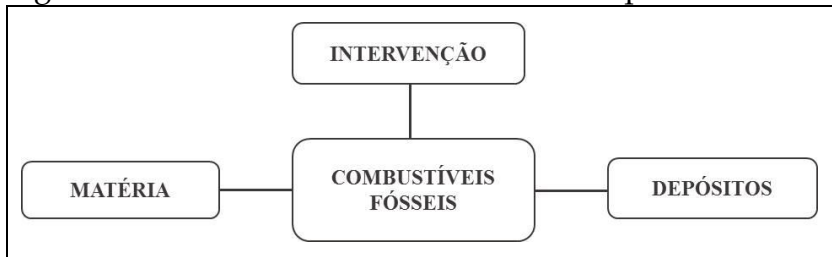 INTERVENÇÃO
MATÉRIA
COMBUSTÍVEIS
FÓSSEIS
DEPÓSITOS